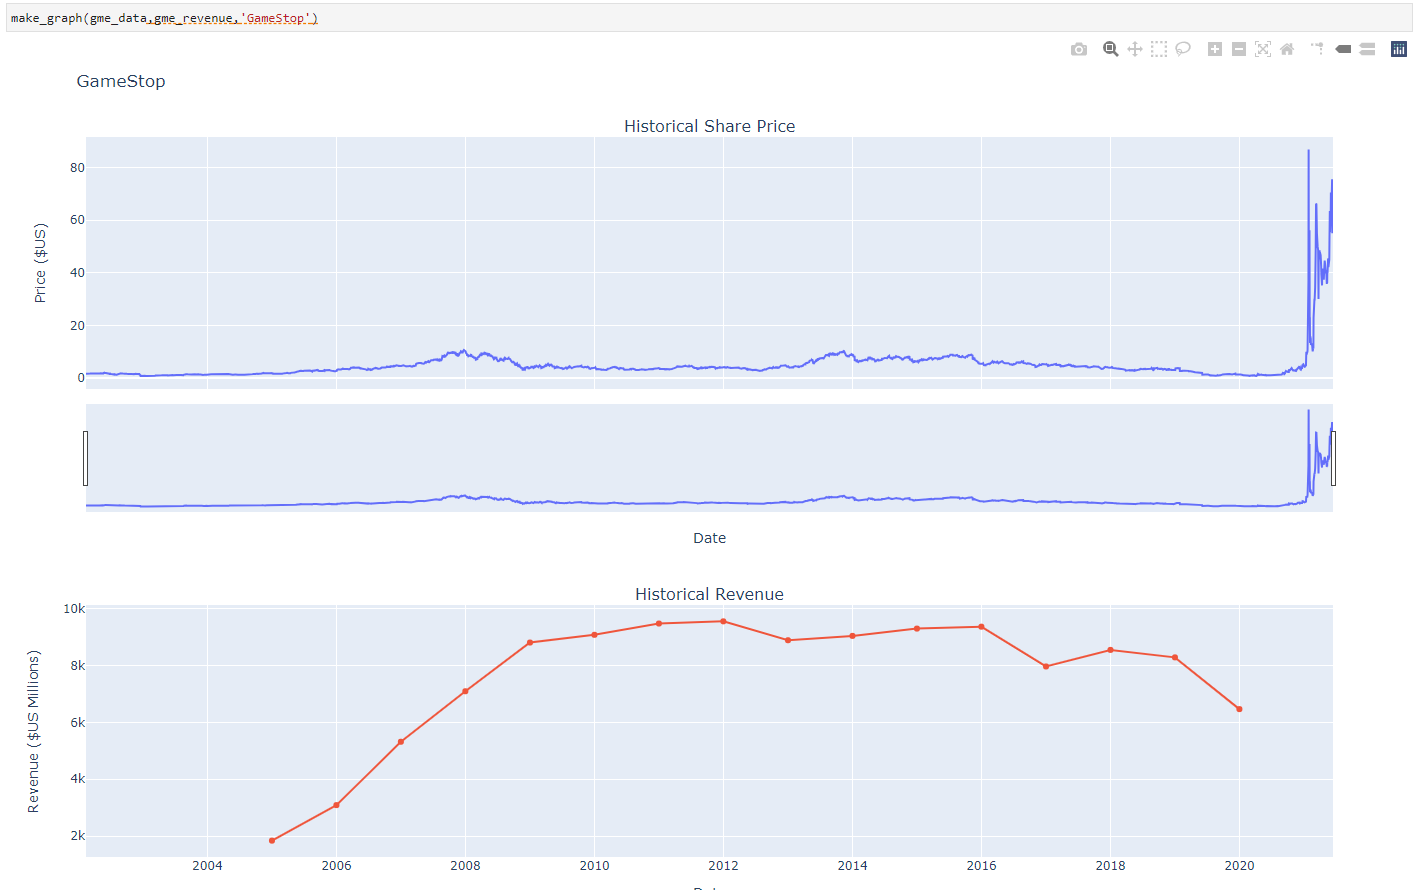 make_graph(gme_data,gme_revenue,'GameStop')
GameStop
Historical Share Price
80
60
40
20
0
Price ($US)
Date
Historical Revenue
10k
8k
6k
4k
2k
Revenue ($US Millions)
2004 2006 2008 2010 2012 2014 2016 2018 2020